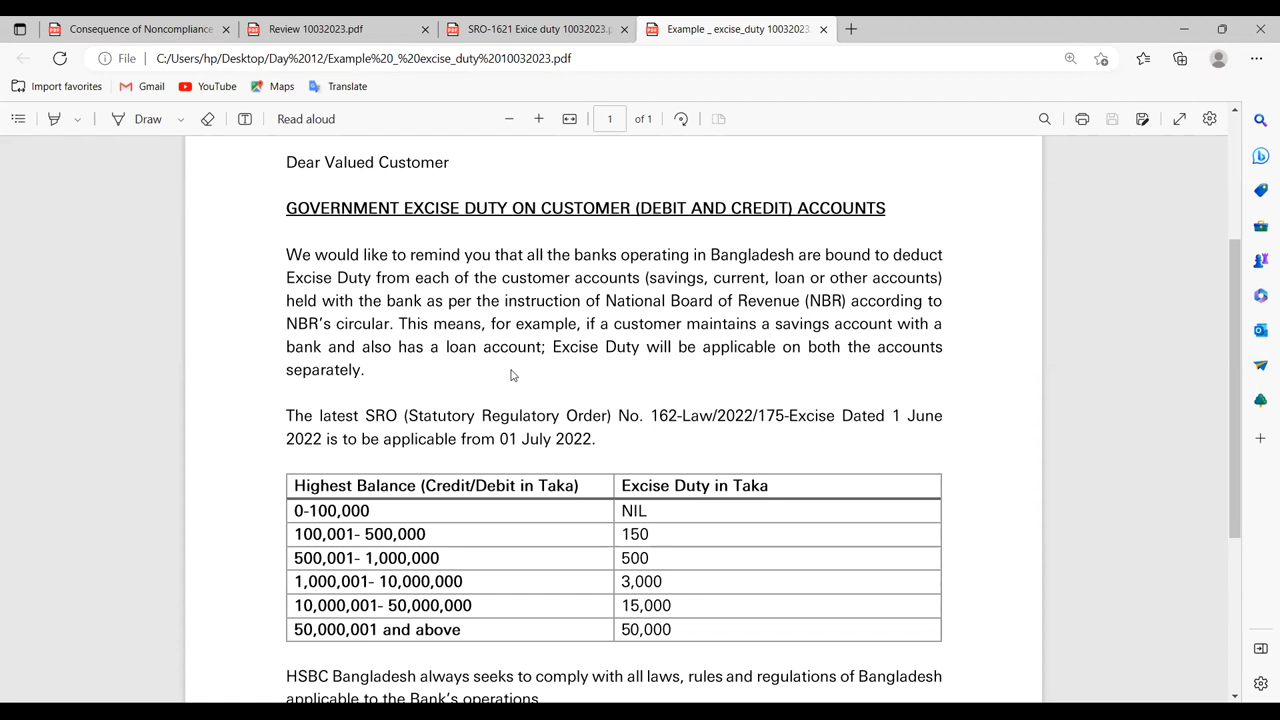 Consequence of Noncompliance
Review 10032023.pdf
SRO-1621 Exice duty 10032023.p
Example _ excise_duty 10032023.
File C:/Users/hp/Desktop/Day%2012/Example%20_%20excise_duty%2010032023.pdf
Import favorites Gmail YouTube Maps Translate
Draw Read aloud 1 of 1
Dear Valued Customer
GOVERNMENT EXCISE DUTY ON CUSTOMER (DEBIT AND CREDIT) ACCOUNTS
We would like to remind you that all the banks operating in Bangladesh are bound to deduct
Excise Duty from each of the customer accounts (savings, current, loan or other accounts)
held with the bank as per the instruction of National Board of Revenue (NBR) according to
NBR's circular. This means, for example, if a customer maintains a savings account with a
bank and also has a loan account; Excise Duty will be applicable on both the accounts
separately.
The latest SRO (Statutory Regulatory Order) No. 162-Law/2022/175-Excise Dated 1 June
2022 is to be applicable from 01 July 2022.
Highest Balance (Credit/Debit in Taka) Excise Duty in Taka
0-100,000 NIL
100,001- 500,000 150
500,001- 1,000,000 500
1,000,001- 10,000,000 3,000
10,000,001- 50,000,000 15,000
50,000,001 and above 50,000
HSBC Bangladesh always seeks to comply with all laws, rules and regulations of Bangladesh
applicable to the Bank's operations.